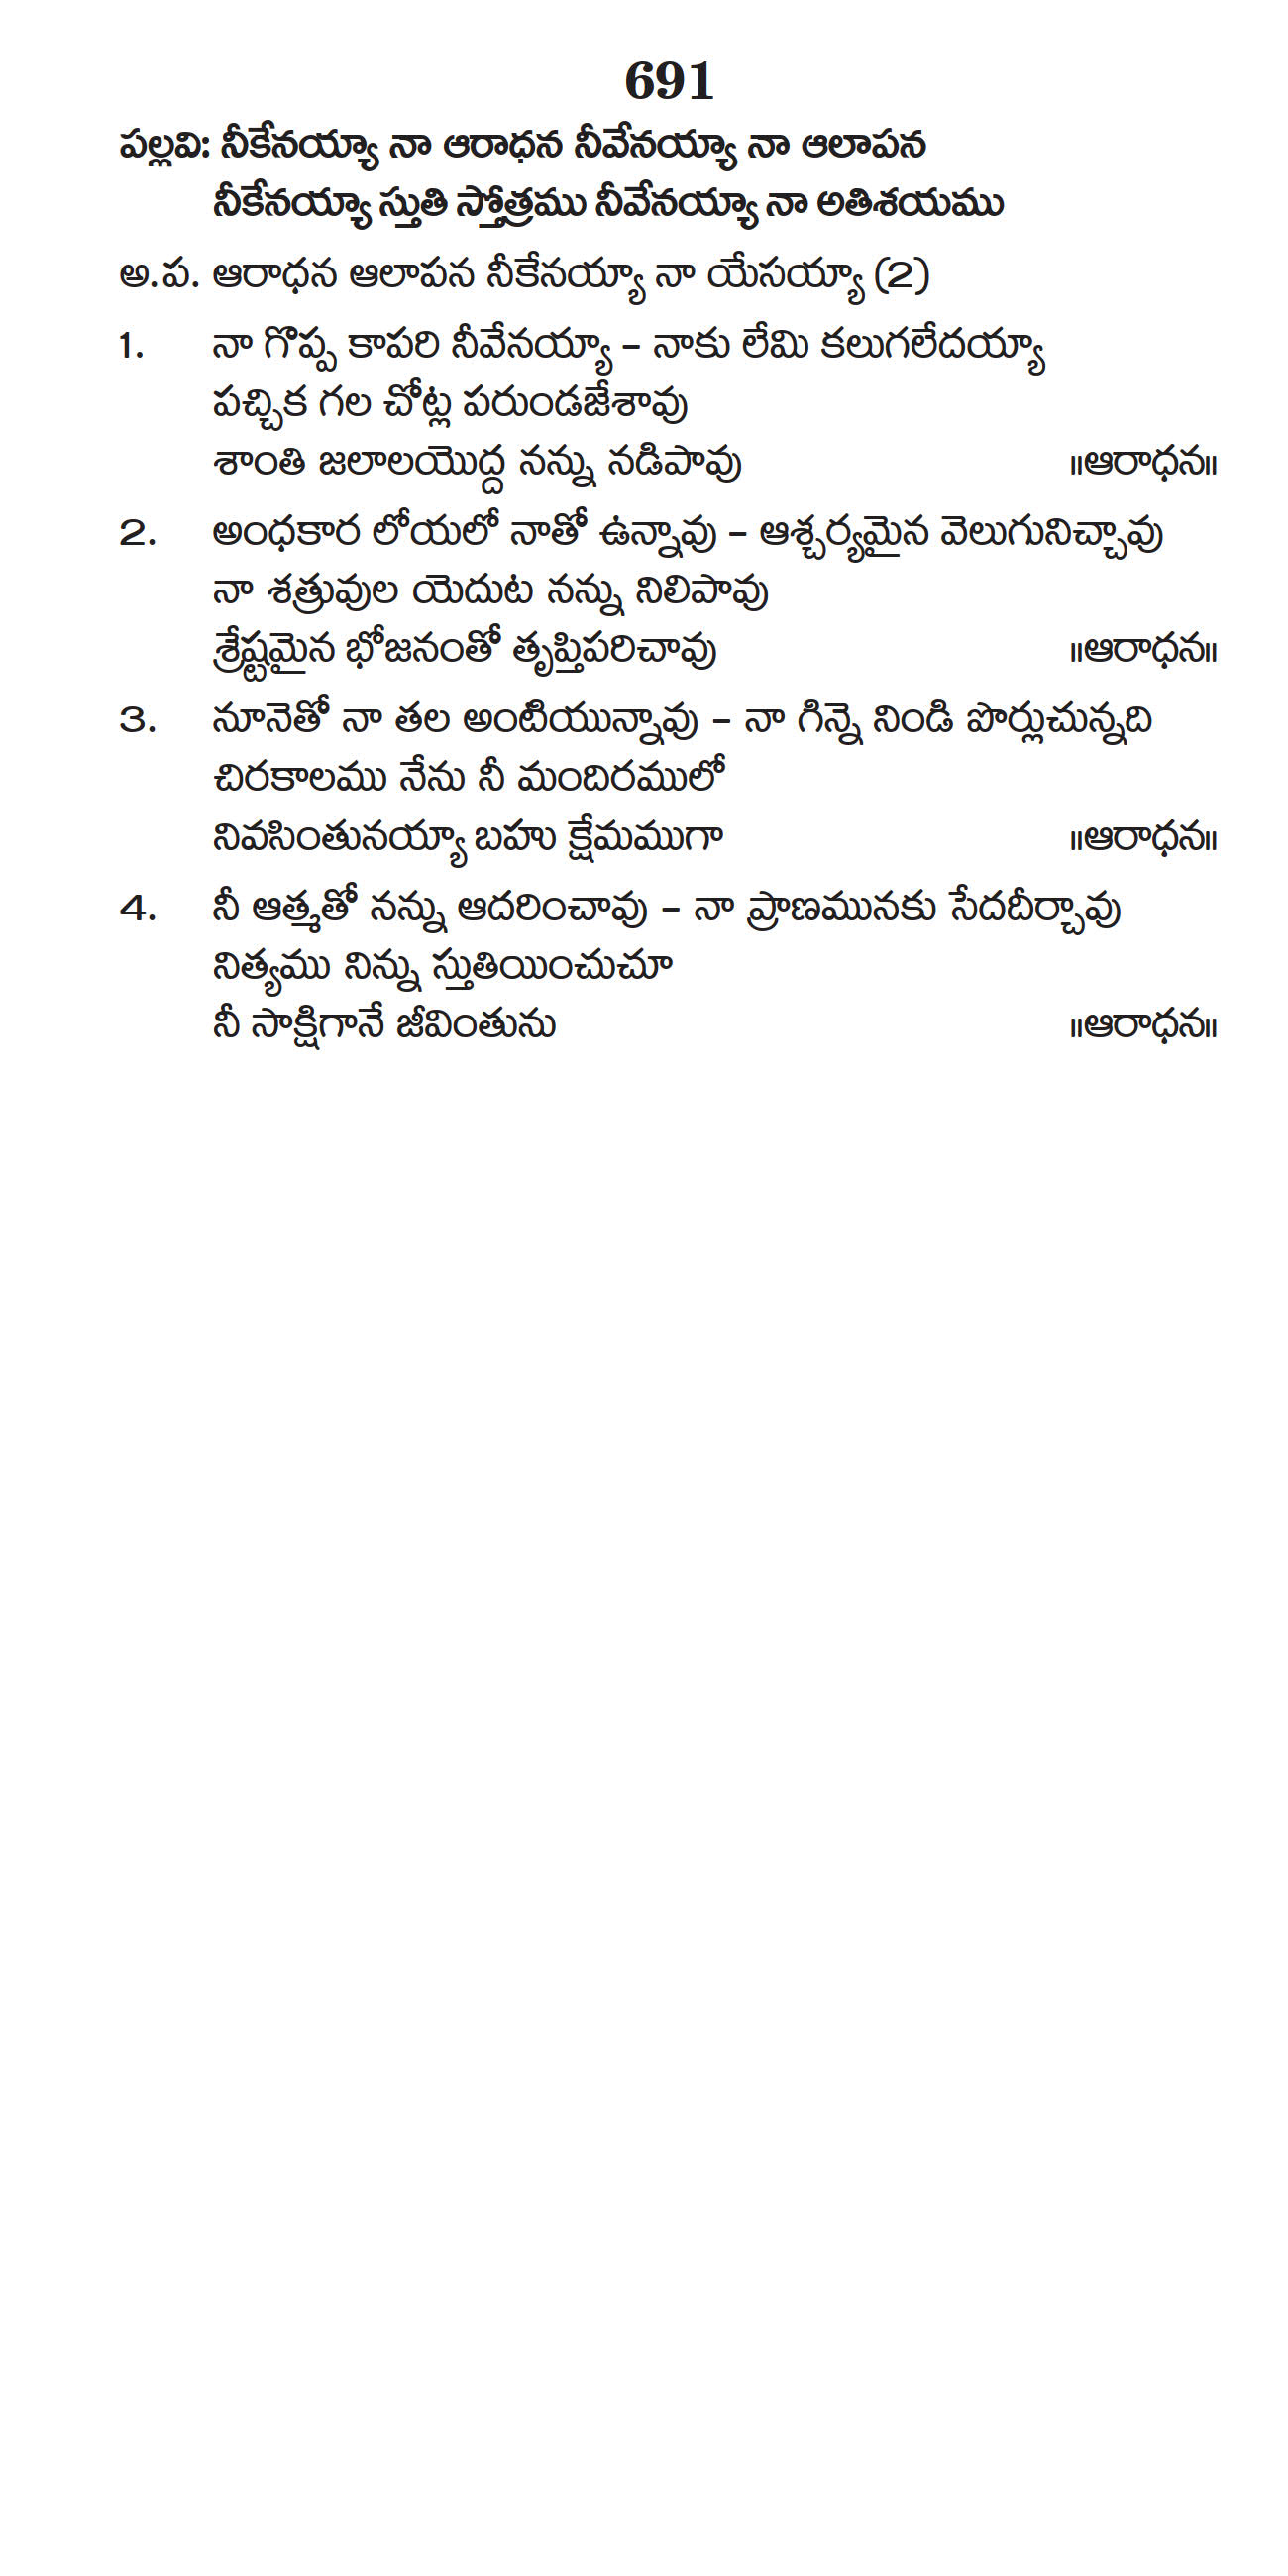 691
పల్లవి: నీకేనయ్యా నా ఆరాధన నీవేనయ్యా నా ఆలాపన
నీకేనయ్యా స్తుతి స్తోత్రము నీవేనయ్యా నా అతిశయము
అ.ప. ఆరాధన ఆలాపన నీకేనయ్యా నా యేసయ్యా (2)
1. నా గొప్ప కాపరి నీవేనయ్యా – నాకు లేమి కలుగలేదయ్యా
పచ్చిక గల చోట్ల పరుండజేశావు
శాంతి జలాలయొద్ద నన్ను నడిపావు ॥ఆరాధన॥
2. అంధకార లోయలో నాతో ఉన్నావు – ఆశ్చర్యమైన వెలుగునిచ్చావు
నా శత్రువుల యెదుట నన్ను నిలిపావు
శ్రేష్టమైన భోజనంతో తృప్తిపరిచావు ॥ఆరాధన॥
3. నూనెతో నా తల అంటియున్నావు – నా గిన్నె నిండి పొర్లుచున్నది
చిరకాలము నేను నీ మందిరములో
నివసింతునయ్యా బహు క్షేమముగా ॥ఆరాధన॥
4. నీ ఆత్మతో నన్ను ఆదరించావు – నా ప్రాణమునకు సేదదీర్చావు
నిత్యము నిన్ను స్తుతియించుచూ
నీ సాక్షిగానే జీవింతును ॥ఆరాధన॥